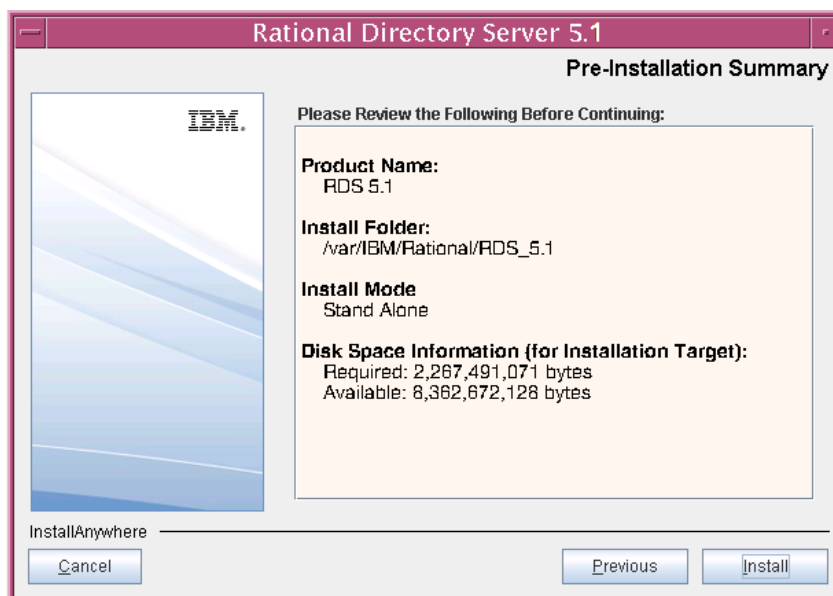 Rational Directory Server 5.1
Pre-Installation Summary
IBM.
Please Review the Following Before Continuing:
Product Name:
RDS 5.1
Install Folder:
/var/IBM/Rational/RDS_5.1
Install Mode
Stand Alone
Disk Space Information (for Installation Target):
Required: 2,267,491,071 bytes
Available: 8,362,672,128 bytes
InstallAnywhere
Cancel
Previous
Install